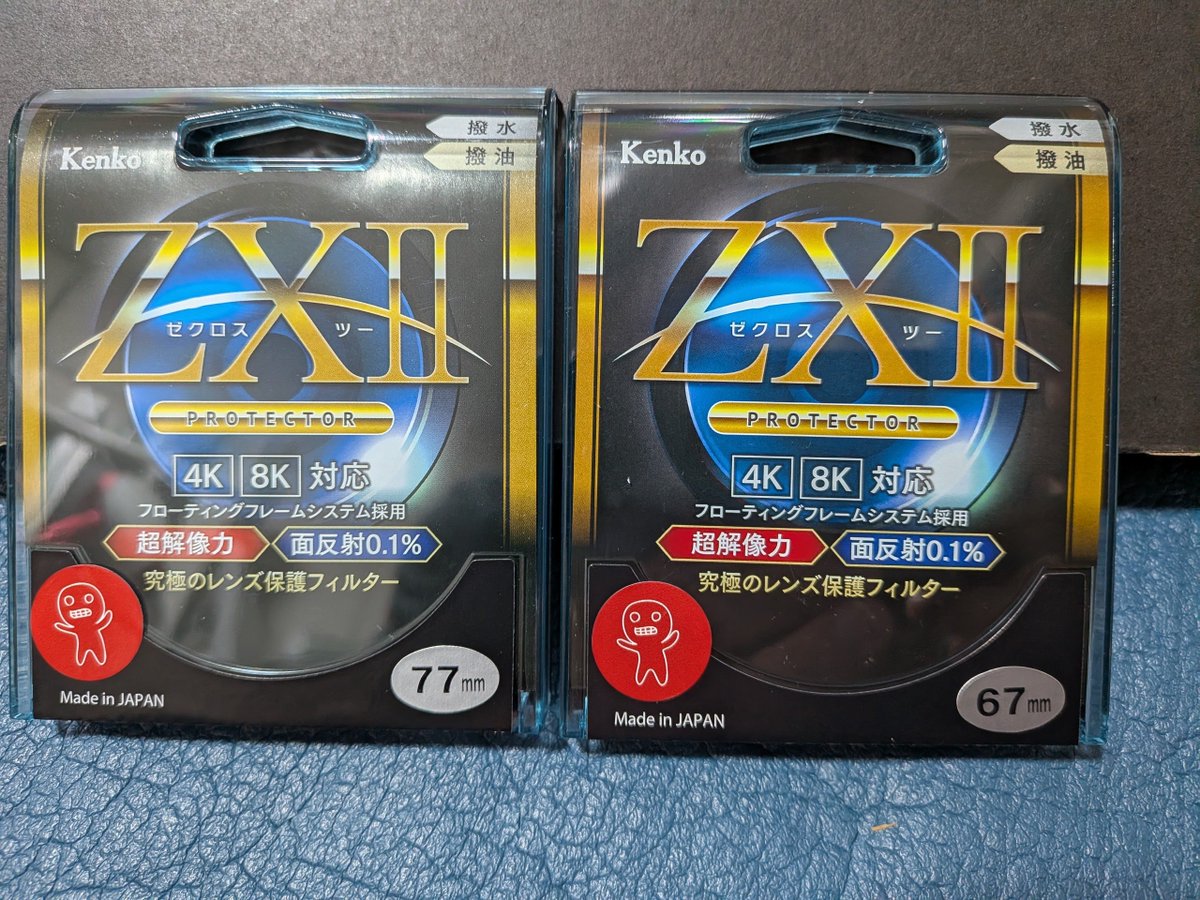 Kenko
撥水
撥油
ZXII
ゼクロス ツー
PROTECTOR
4K 8K 対応
フローティングフレームシステム採用
超解像力 面反射0.1%
究極のレンズ保護フィルター
Made in JAPAN
77mm
Kenko
撥水
撥油
ZXII
ゼクロス ツー
PROTECTOR
4K 8K 対応
フローティングフレームシステム採用
超解像力 面反射0.1%
究極のレンズ保護フィルター
Made in JAPAN
67mm